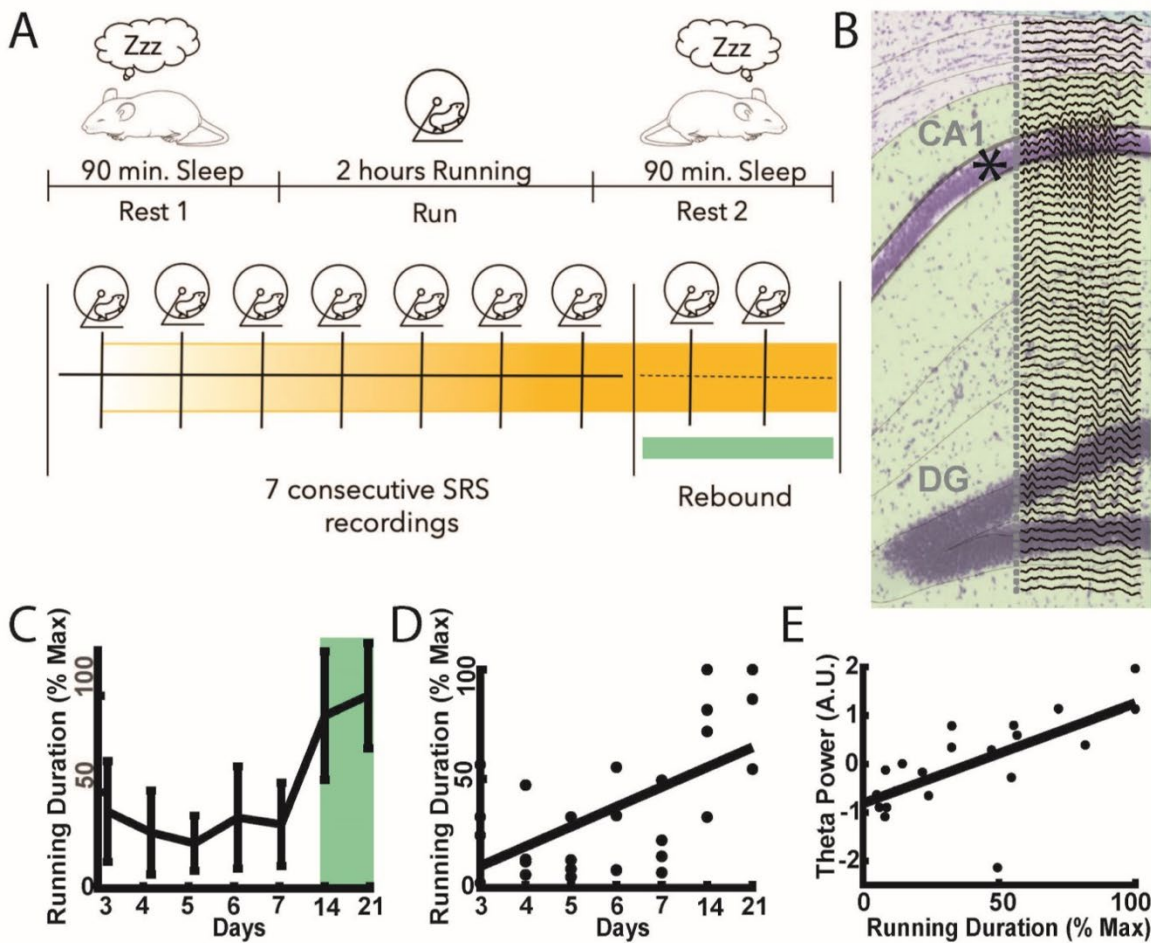 A
Zzz
Zzz
90 min. Sleep
2 hours Running
90 min. Sleep
Rest 1
Run
Rest 2
7 consecutive SRS
recordings
Rebound
B
CA1
*
DG
C
Running Duration (% Max)
100
50
0
3 4 5 6 7 14 21
Days
D
Running Duration (% Max)
100
50
0
3 4 5 6 7 14 21
Days
E
Theta Power (A.U.)
2
1
0
-1
-2
0 50 100
Running Duration (% Max)